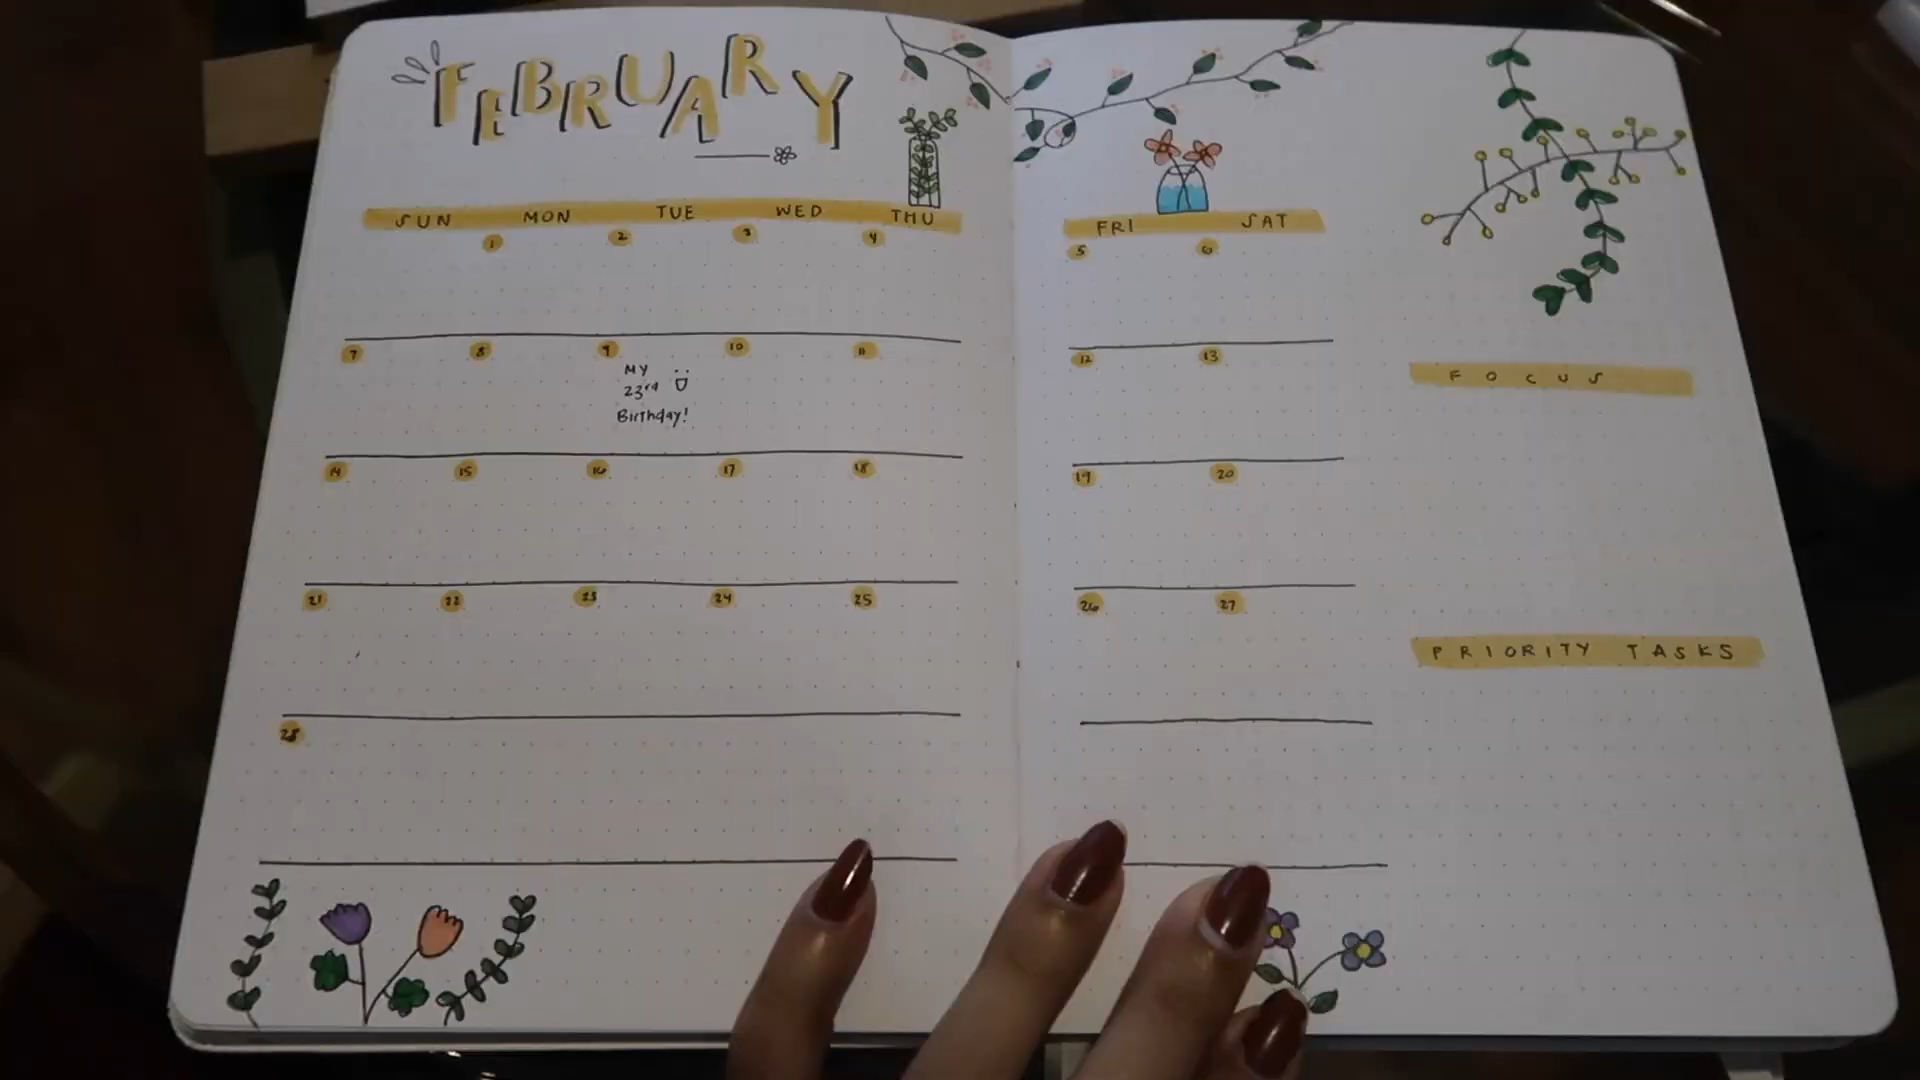 FEBRUARY
SUN MON TUE WED THU FRI SAT
1 2 3 4 5 6
7 8 9 10 11 12 13
MY
23rd
Birthday!
14 15 16 17 18 19 20
21 22 23 24 25 26 27
28
FOCUS
PRIORITY TASKS